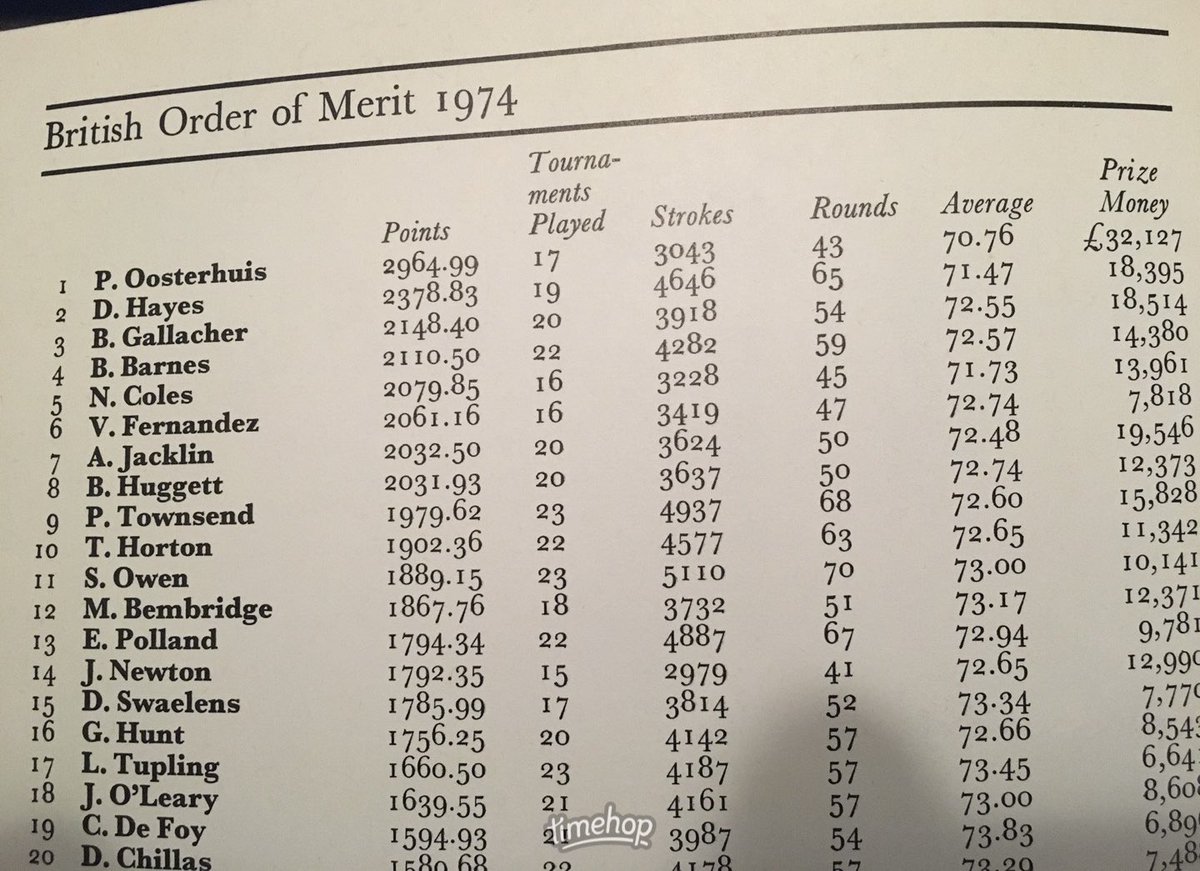 British Order of Merit 1974
Points Tourna-ments Played Strokes Rounds Average Prize Money
1 P. Oosterhuis 2964.99 17 3043 43 70.76 £32,127
2 D. Hayes 2378.83 19 4646 65 71.47 18,395
3 B. Gallacher 2148.40 20 3918 54 72.55 18,514
4 B. Barnes 2110.50 22 4282 59 72.57 14,380
5 N. Coles 2079.85 16 3228 45 71.73 13,961
6 V. Fernandez 2061.16 16 3419 47 72.74 7,818
7 A. Jacklin 2032.50 20 3624 50 72.48 19,546
8 B. Huggett 2031.93 20 3637 50 72.74 12,373
9 P. Townsend 1979.62 23 4937 68 72.60 15,828
10 T. Horton 1902.36 22 4577 63 72.65 11,342
11 S. Owen 1889.15 23 5110 70 73.00 10,141
12 M. Bembridge 1867.76 18 3732 51 73.17 12,371
13 E. Polland 1794.34 22 4887 67 72.94 9,781
14 J. Newton 1792.35 15 2979 41 72.65
15 D. Swaelens 1785.99 17 3814 52 73.34
16 G. Hunt 1756.25 20 4142 57 72.66
17 L. Tupling 1660.50 23 4187 57 73.45
18 J. O'Leary 1639.55 21 4161 57 73.00
19 C. De Foy 1594.93 21 3987 54 73.83
20 D. Chillas 1580.68 22 4178 57 73.29
timehop